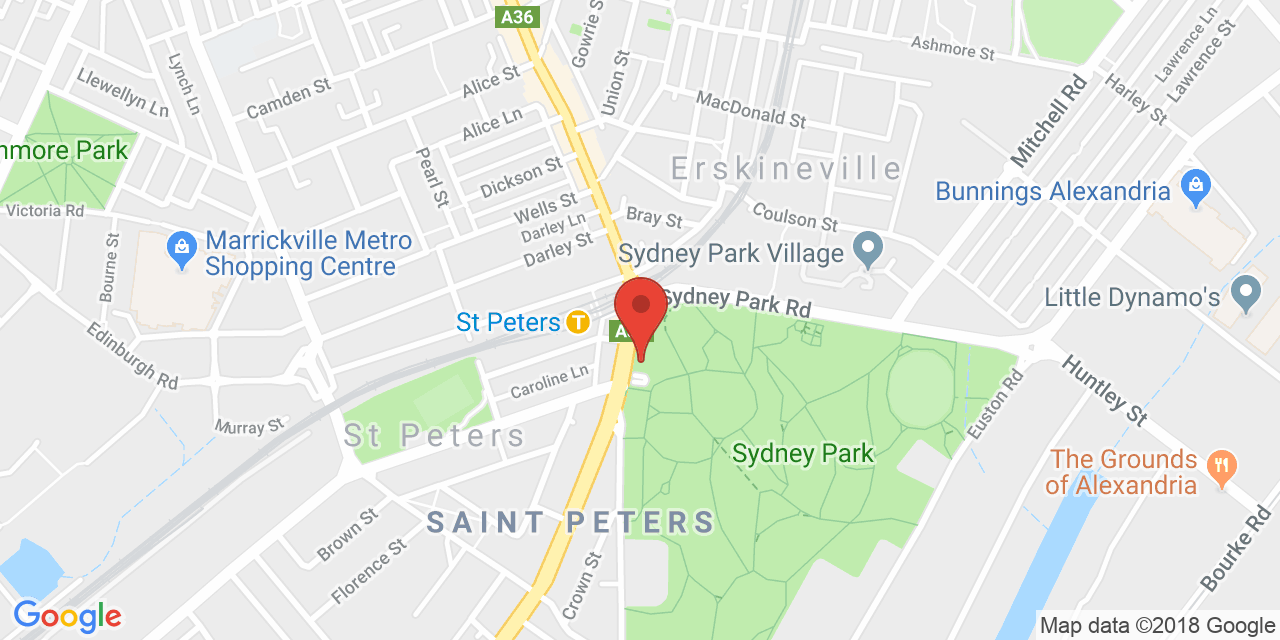 A36
Gowrie S
Ashmore St
Lawrence Ln
Lawrence St
Lynch Ln
Llewellyn Ln
Camden St
Alice St
Union St
Harley St
MacDonald St
Mitchell Rd
Alice Ln
nmore Park
Pearl St
Dickson St
Erskineville
Bunnings Alexandria
Victoria Rd
Wells St
Darley Ln
Darley St
Bray St
Coulson St
Bourne St
Marrickville Metro
Shopping Centre
Sydney Park Village
Sydney Park Rd
Little Dynamo's
St Peters
T
Edinburgh Rd
Caroline Ln
Huntley St
Euston Rd
Murray St
St Peters
Sydney Park
The Grounds
of Alexandria
SAINT PETERS
Brown St
Florence St
Crown St
Bourke Rd
Google
Map data ©2018 Google